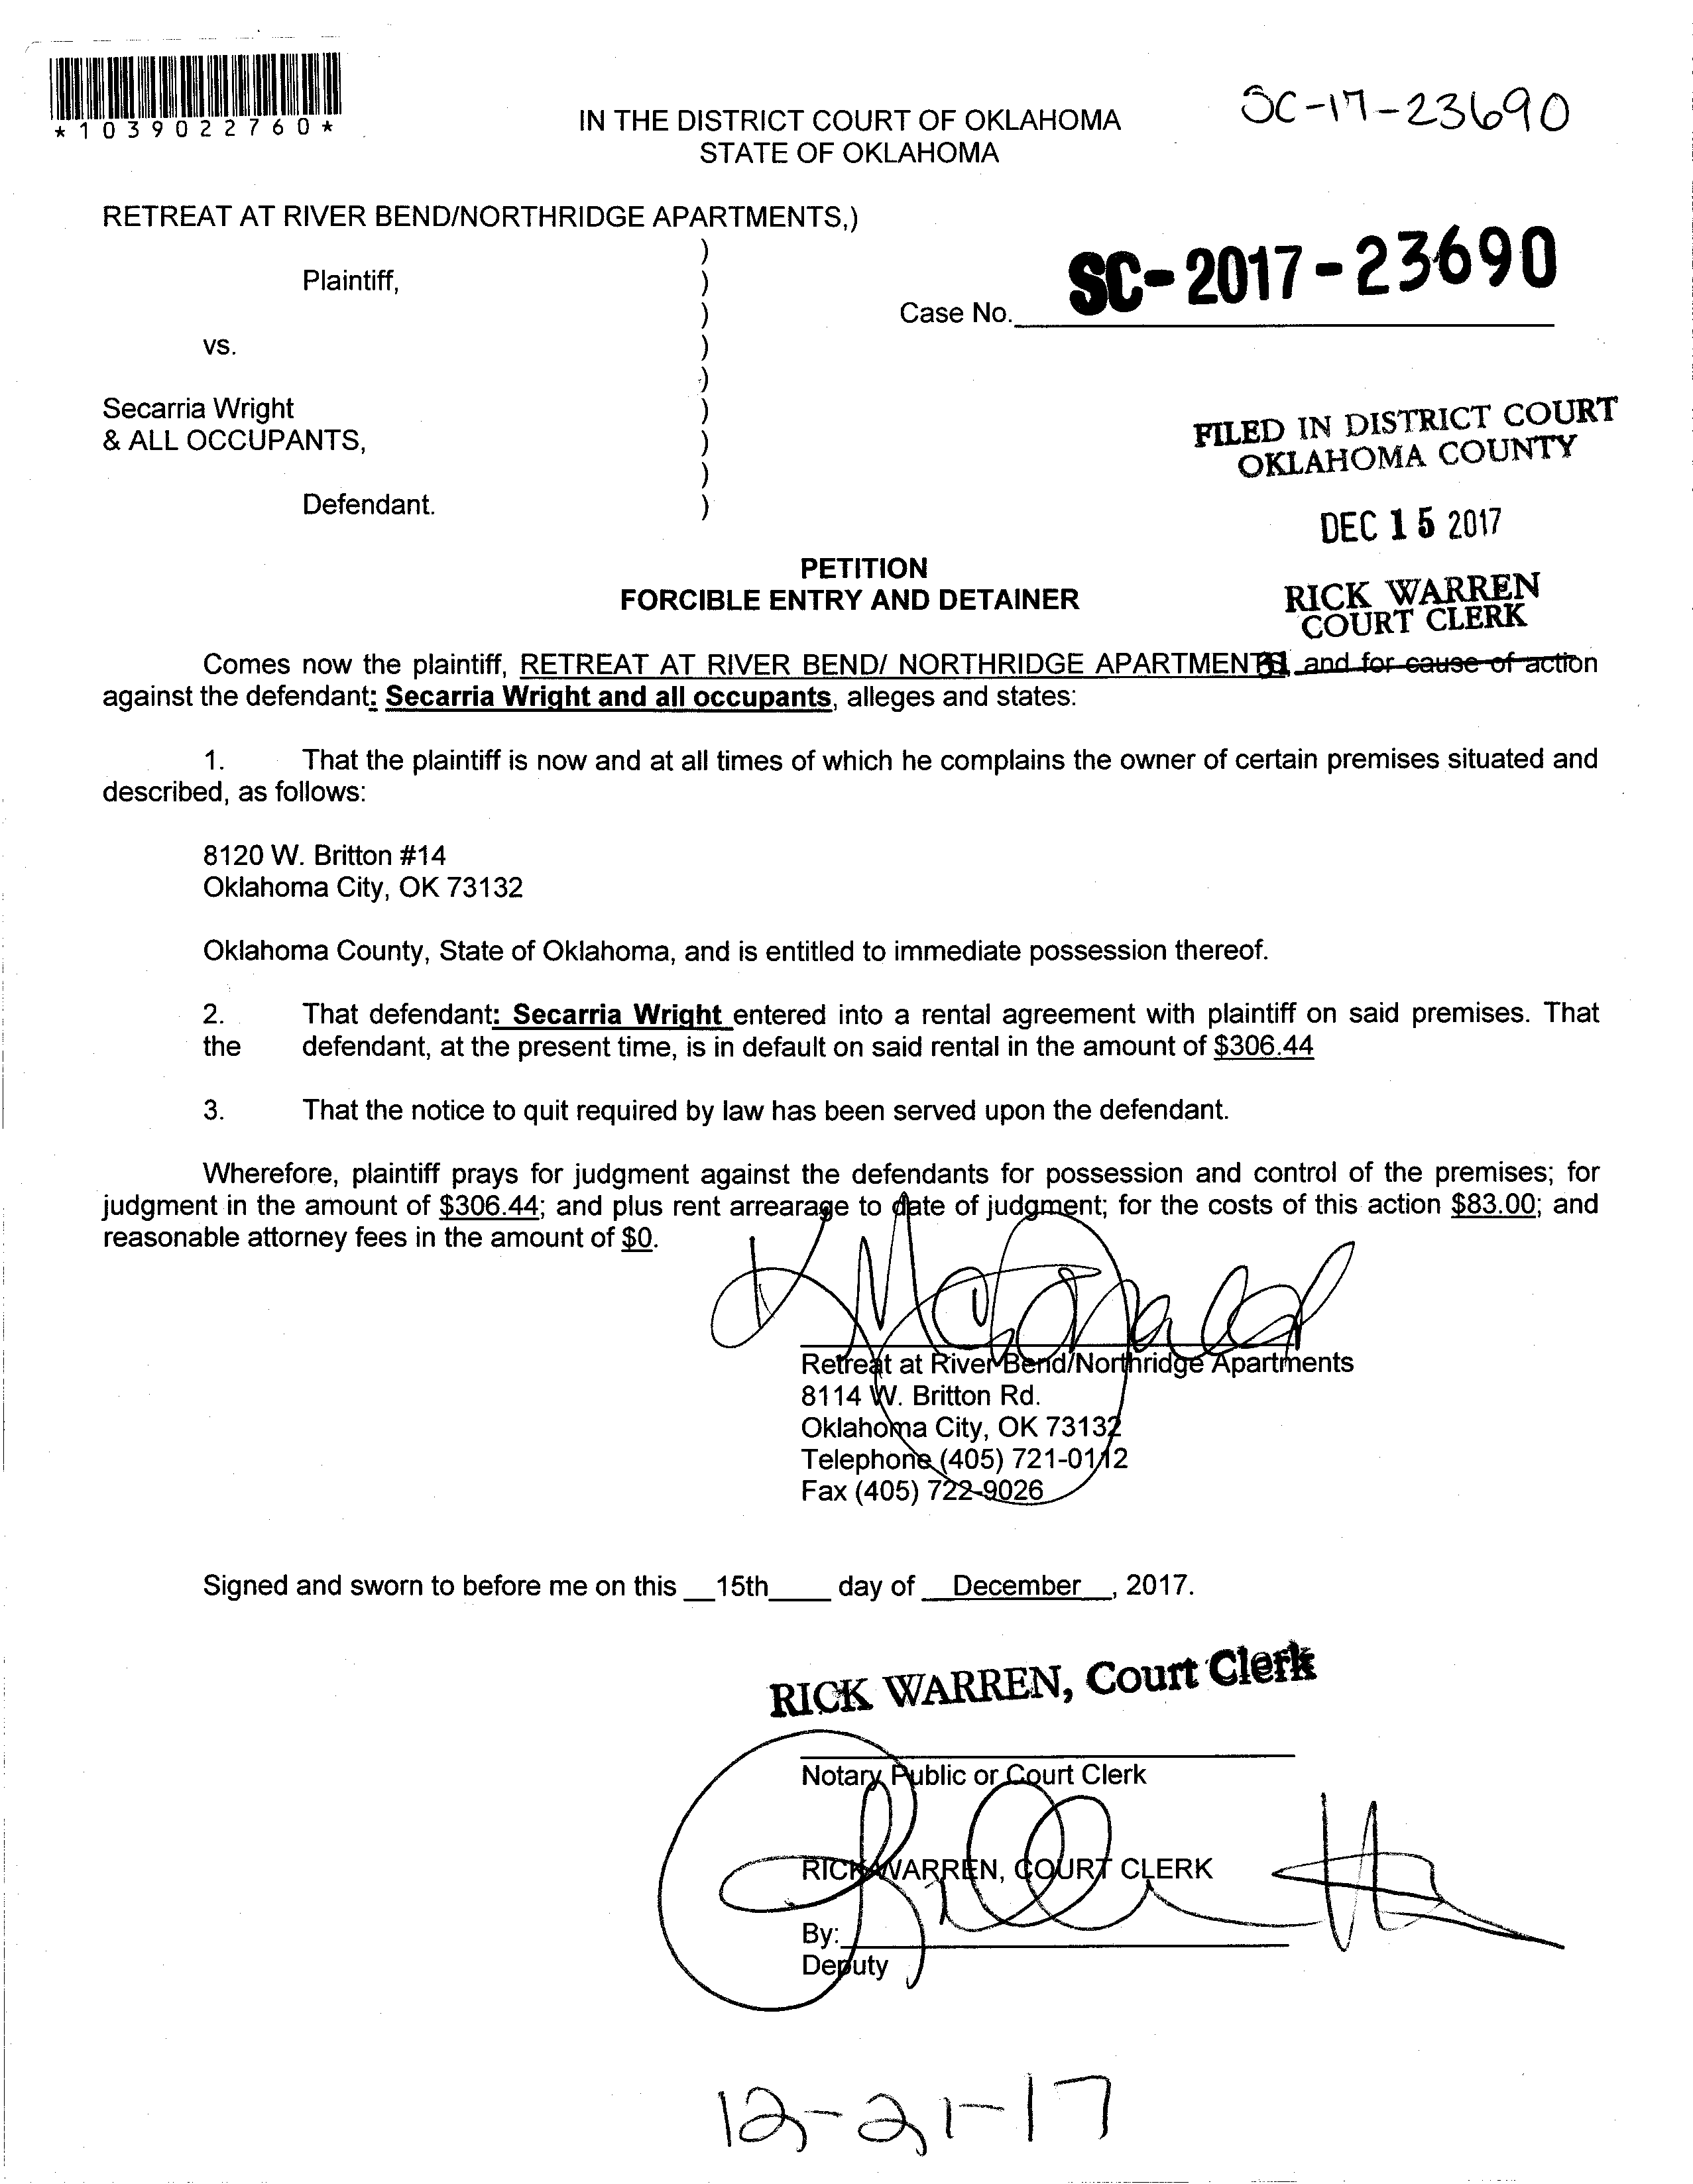 *1039022760*
SC-17-23690
IN THE DISTRICT COURT OF OKLAHOMA
STATE OF OKLAHOMA
RETREAT AT RIVER BEND/NORTHRIDGE APARTMENTS,)
)
Plaintiff, )
)
Case No. SC-2017-23690
vs. )
)
Secarria Wright )
& ALL OCCUPANTS, )
)
Defendant. )
FILED IN DISTRICT COURT
OKLAHOMA COUNTY
DEC 15 2017
RICK WARREN
COURT CLERK
PETITION
FORCIBLE ENTRY AND DETAINER
Comes now the plaintiff, RETREAT AT RIVER BEND/ NORTHRIDGE APARTMENTS, and for cause of action
against the defendant: Secarria Wright and all occupants, alleges and states:
1. That the plaintiff is now and at all times of which he complains the owner of certain premises situated and
described, as follows:
8120 W. Britton #14
Oklahoma City, OK 73132
Oklahoma County, State of Oklahoma, and is entitled to immediate possession thereof.
2. That defendant: Secarria Wright entered into a rental agreement with plaintiff on said premises. That
the defendant, at the present time, is in default on said rental in the amount of $306.44
3. That the notice to quit required by law has been served upon the defendant.
Wherefore, plaintiff prays for judgment against the defendants for possession and control of the premises; for
judgment in the amount of $306.44; and plus rent arrearage to date of judgment; for the costs of this action $83.00; and
reasonable attorney fees in the amount of $0.
K McDonald
Retreat at River Bend/Northridge Apartments
8114 W. Britton Rd.
Oklahoma City, OK 73132
Telephone (405) 721-0112
Fax (405) 722-9026
Signed and sworn to before me on this __15th____ day of __December__, 2017.
RICK WARREN, Court Clerk
Notary Public or Court Clerk
RICK WARREN, COURT CLERK
By:
Deputy
12-21-17